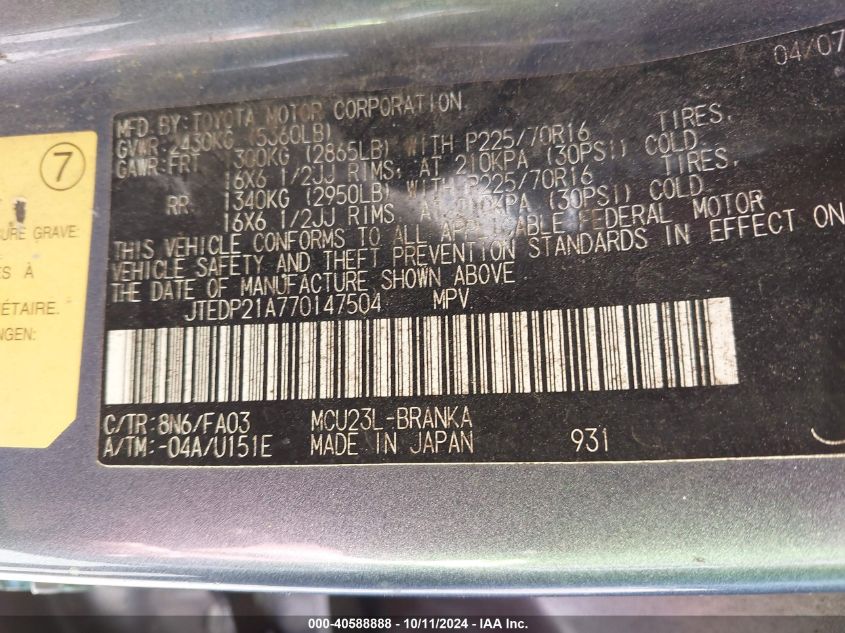 04/07
MFD.BY:TOYOTA MOTOR CORPORATION
GVWR:2430KG (5360LB)
GAWR:FRT 1300KG (2865LB) WITH P225/70R16 TIRES,
16X6 1/2JJ RIMS, AT 210KPA (30PSI) COLD.
RR 1340KG (2950LB) WITH P225/70R16 TIRES,
16X6 1/2JJ RIMS, AT 210KPA (30PSI) COLD.
THIS VEHICLE CONFORMS TO ALL APPLICABLE FEDERAL MOTOR
VEHICLE SAFETY AND THEFT PREVENTION STANDARDS IN EFFECT ON
THE DATE OF MANUFACTURE SHOWN ABOVE
JTEDP21A770147504 MPV
C/TR: 8N6/FA03 MCU23L-BRANKA
A/TM:-04A/U151E MADE IN JAPAN 931
7
GRAVE
À
ÉTAIRE.
NGEN:
000-40588888 - 10/11/2024 - IAA Inc.